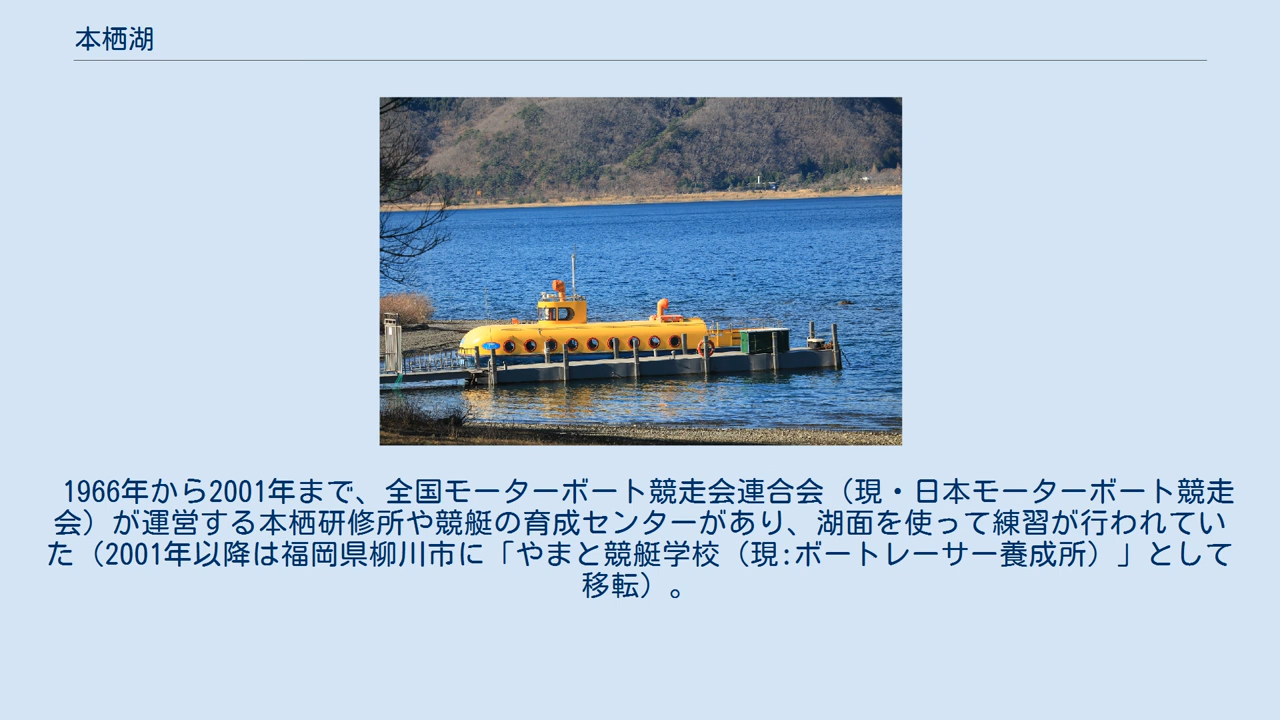 本栖湖
1966年から2001年まで、全国モーターボート競走会連合会（現・日本モーターボート競走
会）が運営する本栖研修所や競艇の育成センターがあり、湖面を使って練習が行われてい
た（2001年以降は福岡県柳川市に「やまと競艇学校（現:ボートレーサー養成所）」として
移転）。